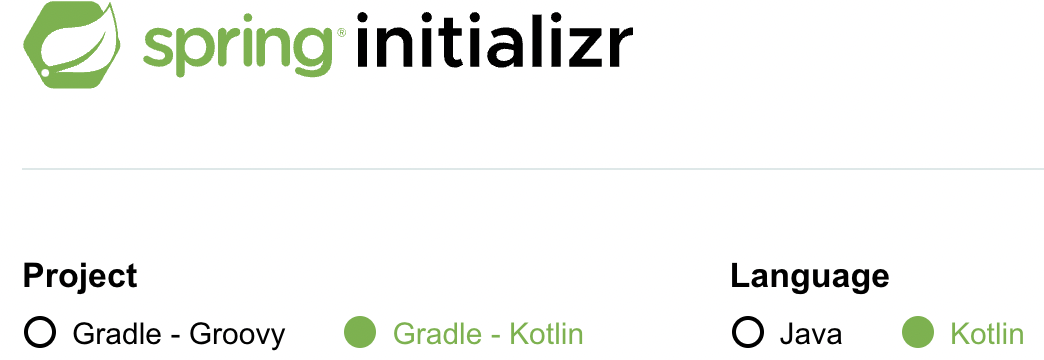 spring® initializr
Project
Language
Gradle - Groovy
Gradle - Kotlin
Java
Kotlin